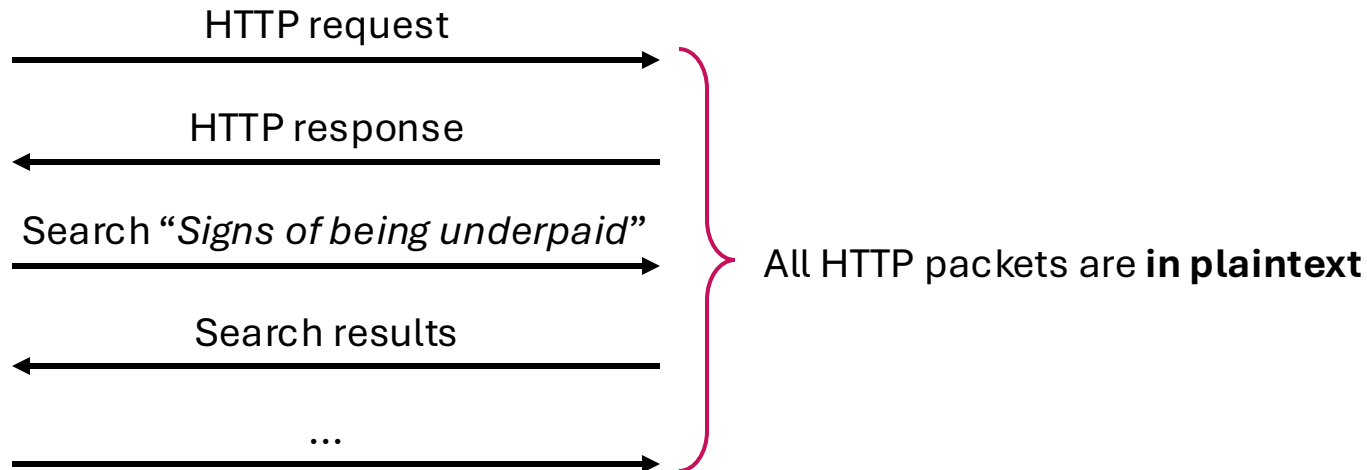 HTTP request
HTTP response
Search “Signs of being underpaid”
All HTTP packets are in plaintext
Search results
...